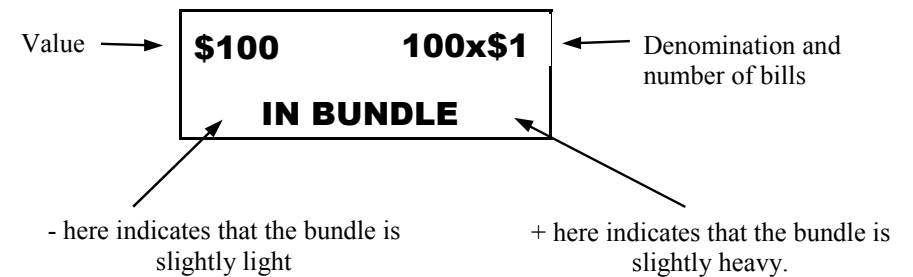 Value
$100 100x$1
Denomination and
number of bills
IN BUNDLE
- here indicates that the bundle is
slightly light
+ here indicates that the bundle is
slightly heavy.